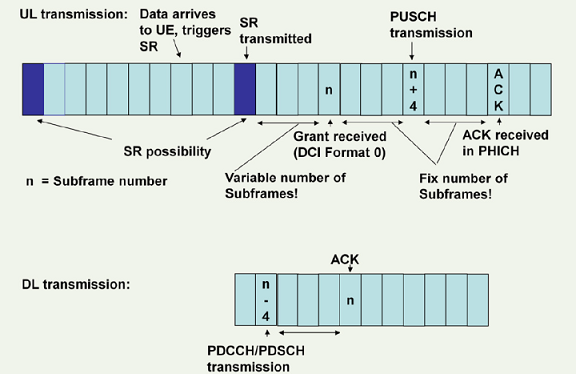 UL transmission:
Data arrives
to UE, triggers
SR
SR
transmitted
PUSCH
transmission
n
n
+
4
A
C
K
SR possibility
Grant received
(DCI Format 0)
ACK received
in PHICH
n = Subframe number
Variable number of
Subframes!
Fix number of
Subframes!
DL transmission:
ACK
n
-
4
n
PDCCH/PDSCH
transmission